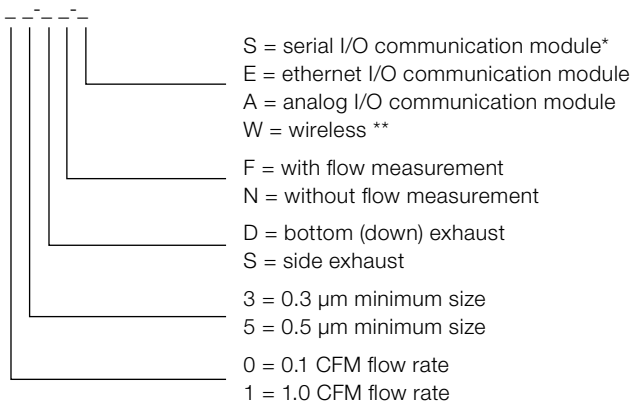 _ _-_ _-_
S = serial I/O communication module*
E = ethernet I/O communication module
A = analog I/O communication module
W = wireless **
F = with flow measurement
N = without flow measurement
D = bottom (down) exhaust
S = side exhaust
3 = 0.3 µm minimum size
5 = 0.5 µm minimum size
0 = 0.1 CFM flow rate
1 = 1.0 CFM flow rate